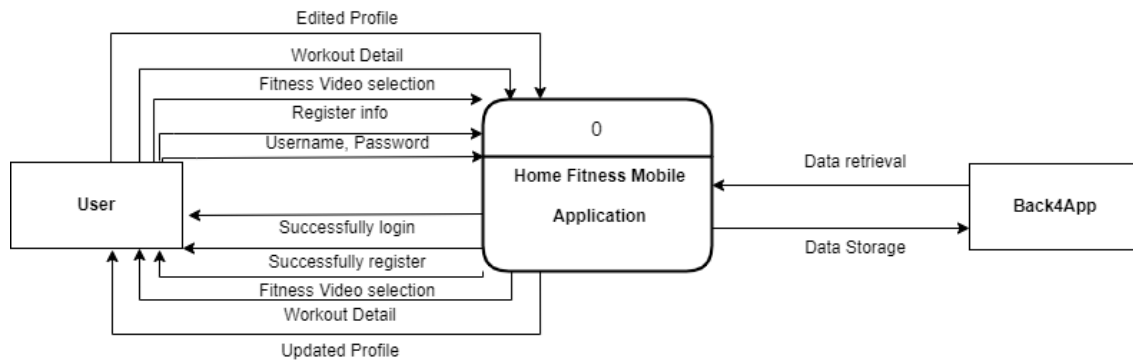 Edited Profile
Workout Detail
Fitness Video selection
Register info
Username, Password
0
Home Fitness Mobile
Application
User
Data retrieval
Back4App
Data Storage
Successfully login
Successfully register
Fitness Video selection
Workout Detail
Updated Profile